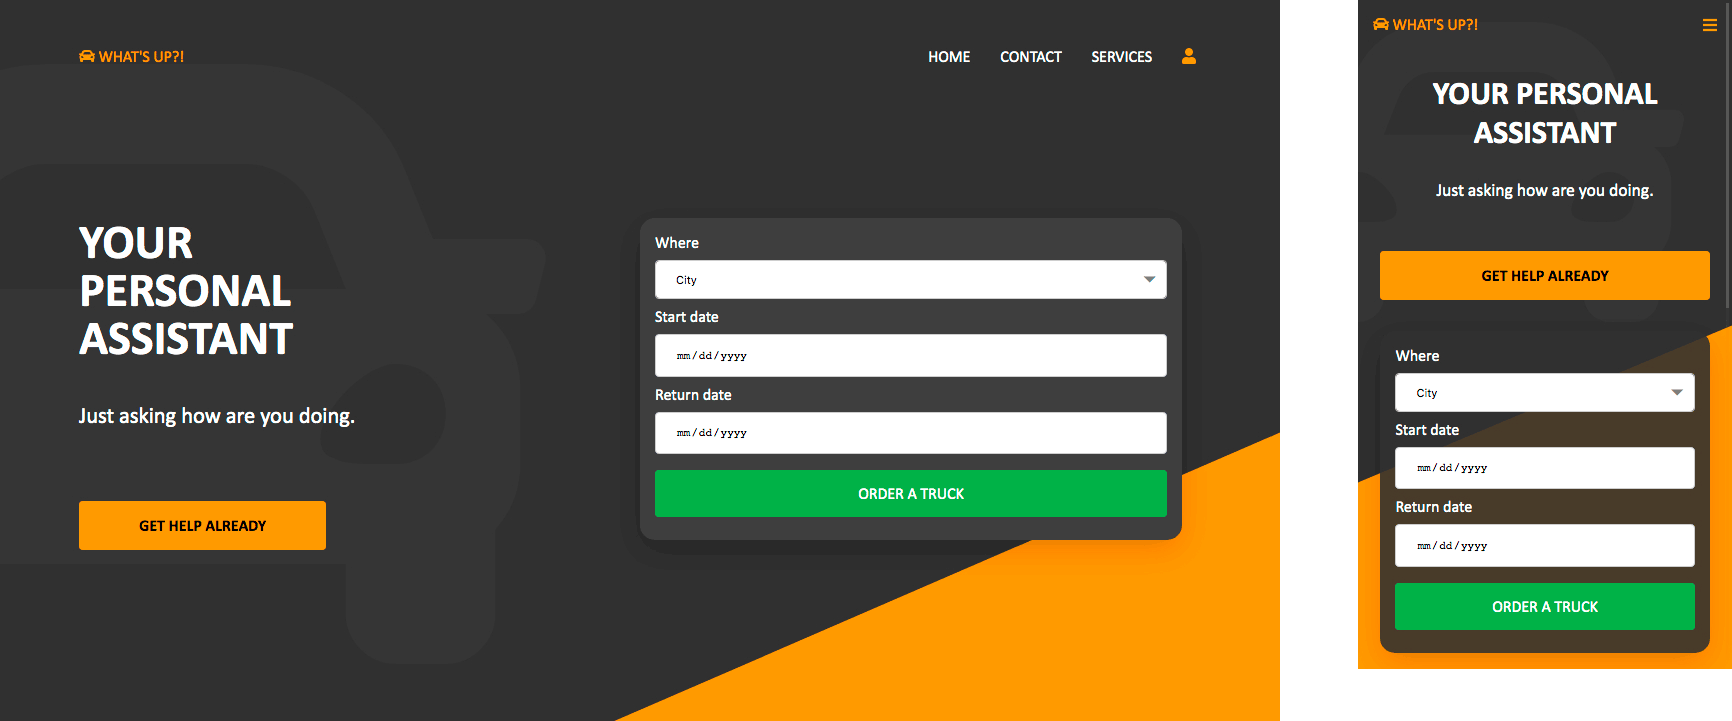 WHAT'S UP?!
HOME CONTACT SERVICES
YOUR
PERSONAL
ASSISTANT
Just asking how are you doing.
GET HELP ALREADY
Where
City
Start date
mm/dd/yyyy
Return date
mm/dd/yyyy
ORDER A TRUCK
WHAT'S UP?!
YOUR PERSONAL
ASSISTANT
Just asking how are you doing.
GET HELP ALREADY
Where
City
Start date
mm/dd/yyyy
Return date
mm/dd/yyyy
ORDER A TRUCK